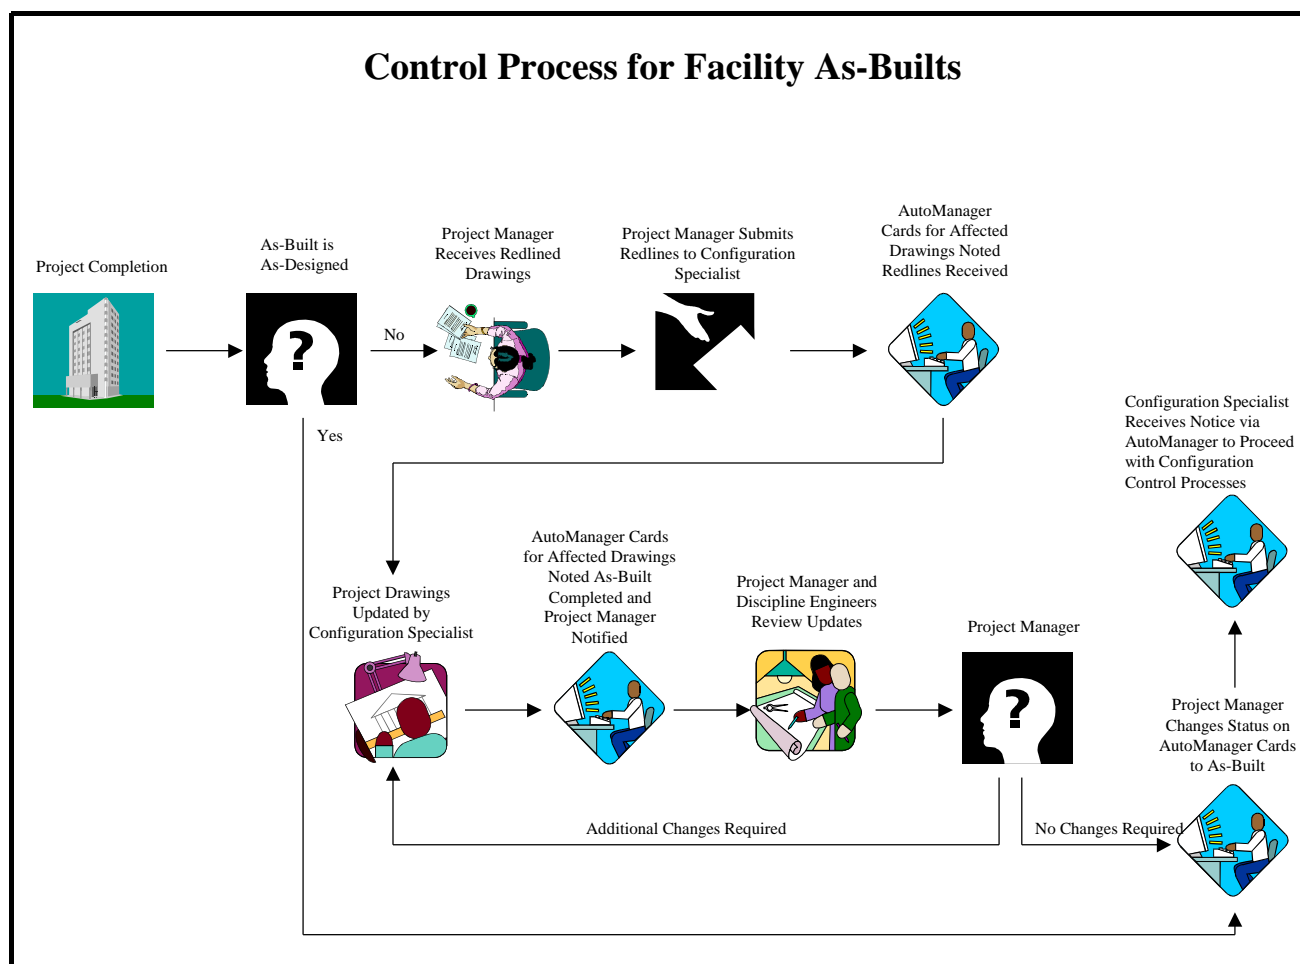 Control Process for Facility As-Builts
Project Completion
As-Built is
As-Designed
Project Manager
Receives Redlined
Drawings
Project Manager Submits
Redlines to Configuration
Specialist
AutoManager
Cards for Affected
Drawings Noted
Redlines Received
?
No
Yes
Configuration Specialist
Receives Notice via
AutoManager to Proceed
with Configuration
Control Processes
Project Drawings
Updated by
Configuration Specialist
AutoManager Cards
for Affected Drawings
Noted As-Built
Completed and
Project Manager
Notified
Project Manager and
Discipline Engineers
Review Updates
Project Manager
?
Project Manager
Changes Status on
AutoManager Cards
to As-Built
Additional Changes Required
No Changes Required